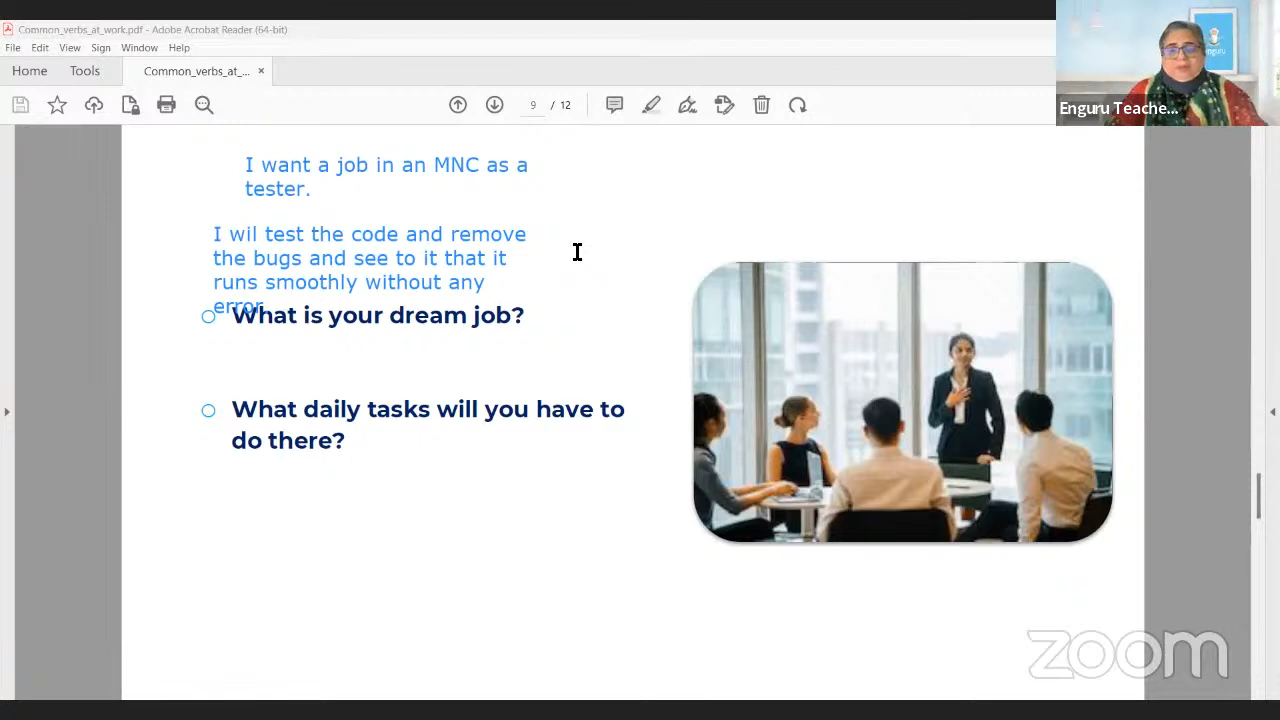 Common_verbs_at_work.pdf - Adobe Acrobat Reader (64-bit)
File Edit View Sign Window Help
Home Tools Common_verbs_at_... ×
9 / 12
enguru
Enguru Teache...
I want a job in an MNC as a
tester.
I wil test the code and remove
the bugs and see to it that it
runs smoothly without any
error.
What is your dream job?
What daily tasks will you have to
do there?
zoom